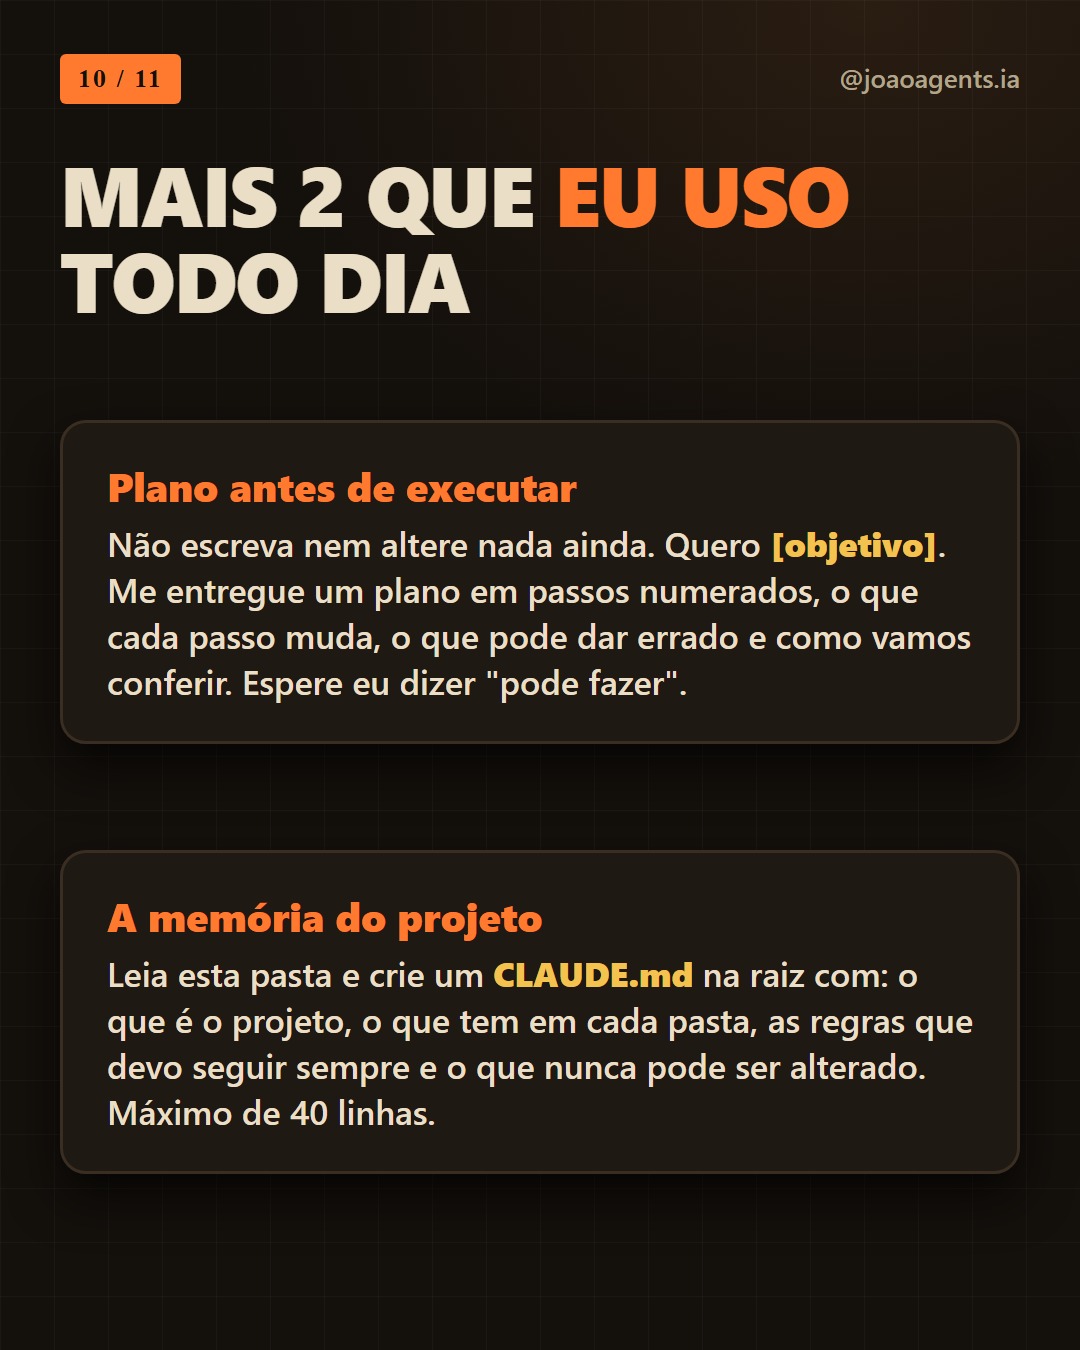 10 / 11
@joaoagents.ia
MAIS 2 QUE EU USO
TODO DIA
Plano antes de executar
Não escreva nem altere nada ainda. Quero [objetivo].
Me entregue um plano em passos numerados, o que
cada passo muda, o que pode dar errado e como vamos
conferir. Espere eu dizer "pode fazer".
A memória do projeto
Leia esta pasta e crie um CLAUDE.md na raiz com: o
que é o projeto, o que tem em cada pasta, as regras que
devo seguir sempre e o que nunca pode ser alterado.
Máximo de 40 linhas.